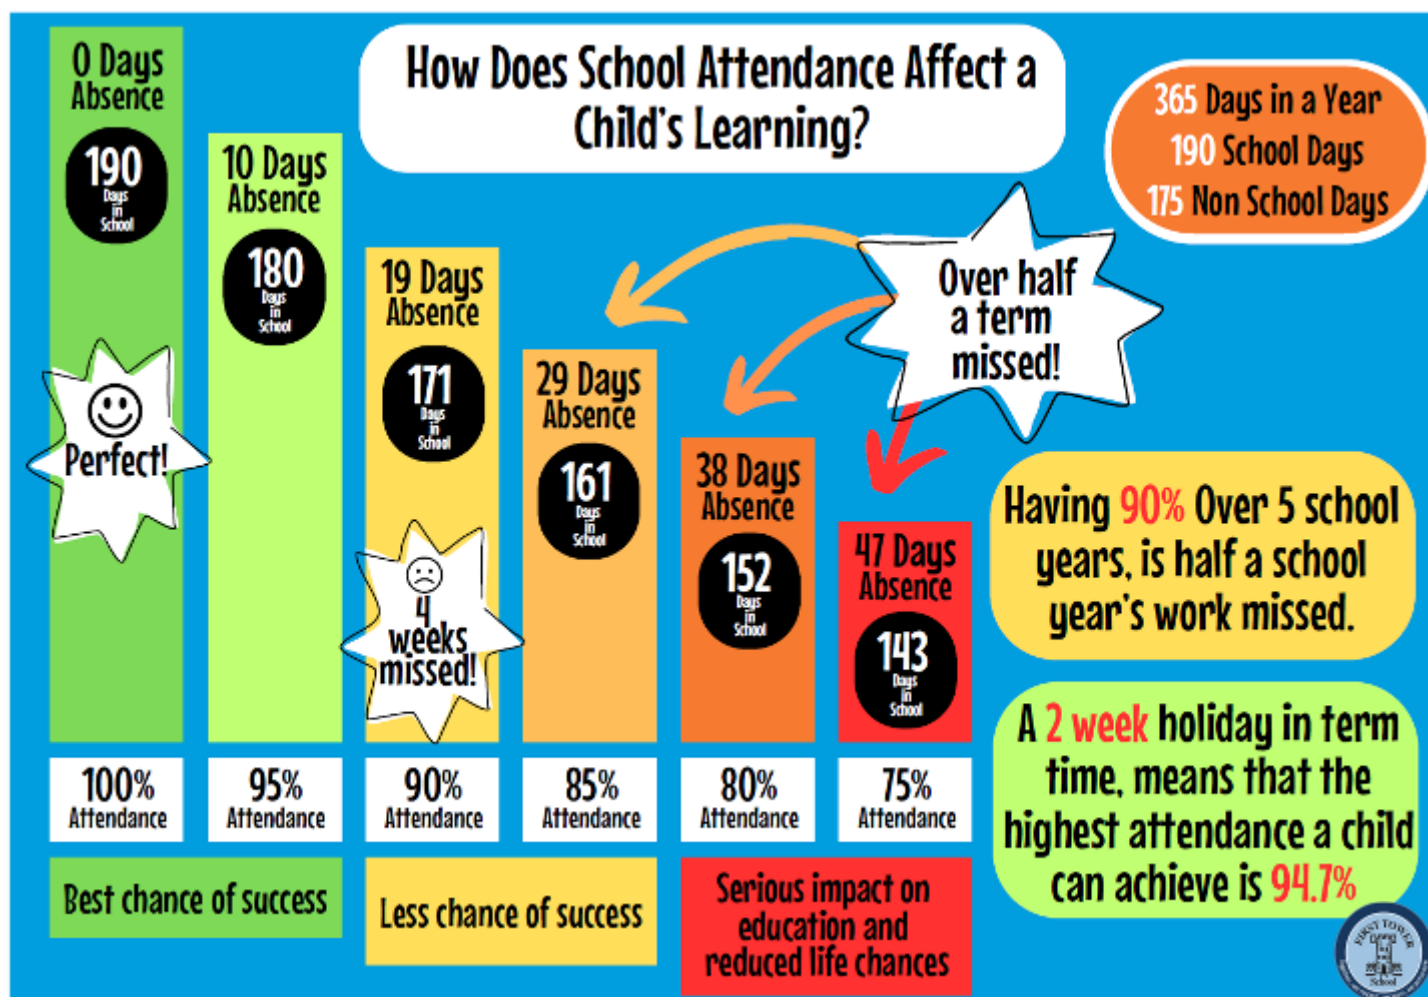 How Does School Attendance Affect a
Child's Learning?
365 Days in a Year
190 School Days
175 Non School Days
0 Days
Absence
190
Days
in
School
Perfect!
10 Days
Absence
180
Days
in
School
19 Days
Absence
171
Days
in
School
4
weeks
missed!
29 Days
Absence
161
Days
in
School
38 Days
Absence
152
Days
in
School
47 Days
Absence
143
Days
in
School
Over half
a term
missed!
100%
Attendance
95%
Attendance
90%
Attendance
85%
Attendance
80%
Attendance
75%
Attendance
Best chance of success
Less chance of success
Serious impact on
education and
reduced life chances
Having 90% Over 5 school
years, is half a school
year's work missed.
A 2 week holiday in term
time, means that the
highest attendance a child
can achieve is 94.7%
FIRST TOWER
School